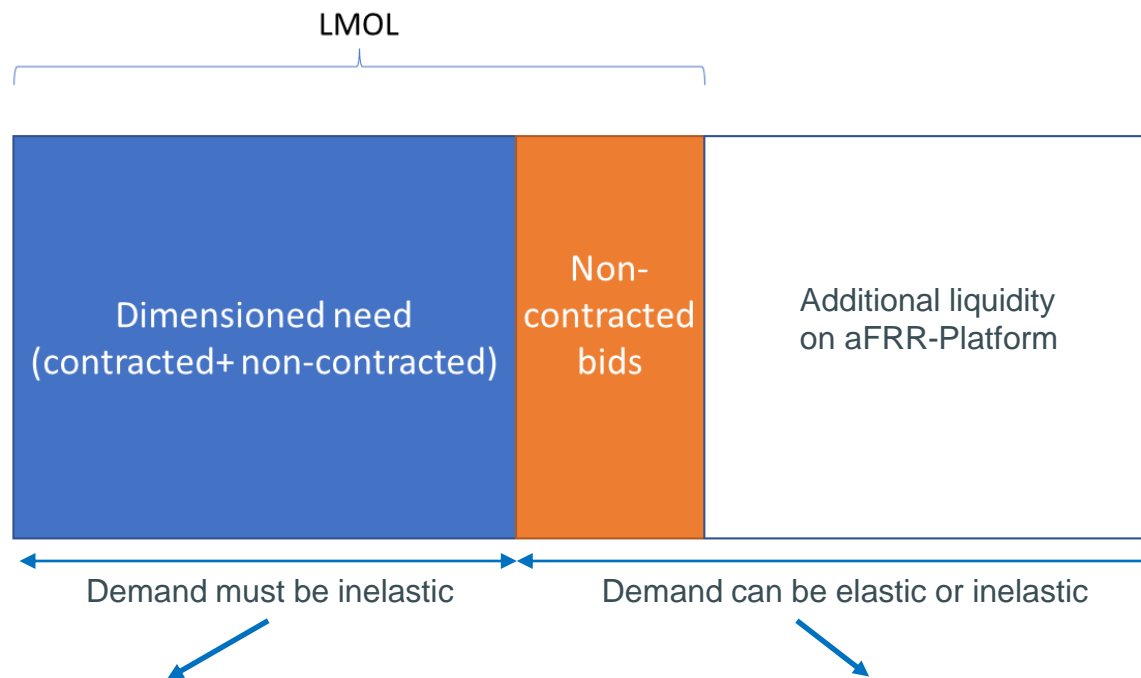 LMOL
Dimensioned need
(contracted+ non-contracted)
Non-
contracted
bids
Additional liquidity
on aFRR-Platform
Demand must be inelastic
Demand can be elastic or inelastic